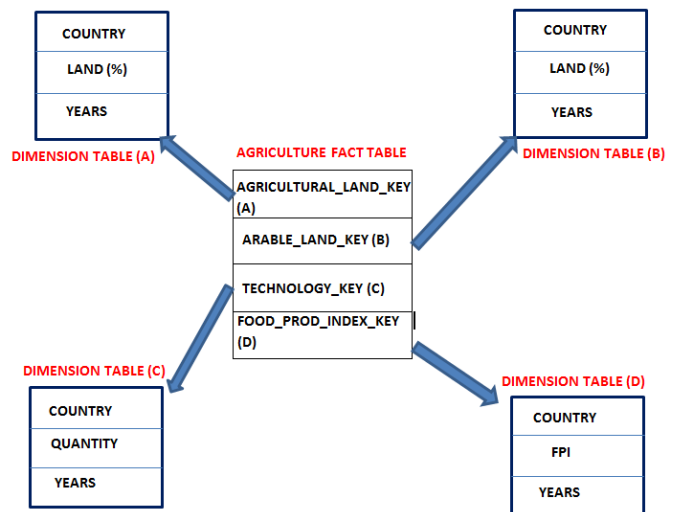 COUNTRY
LAND (%)
YEARS
DIMENSION TABLE (A)
COUNTRY
LAND (%)
YEARS
DIMENSION TABLE (B)
AGRICULTURE FACT TABLE
AGRICULTURAL_LAND_KEY
(A)
ARABLE_LAND_KEY (B)
TECHNOLOGY_KEY (C)
FOOD_PROD_INDEX_KEY
(D)
DIMENSION TABLE (C)
COUNTRY
QUANTITY
YEARS
DIMENSION TABLE (D)
COUNTRY
FPI
YEARS